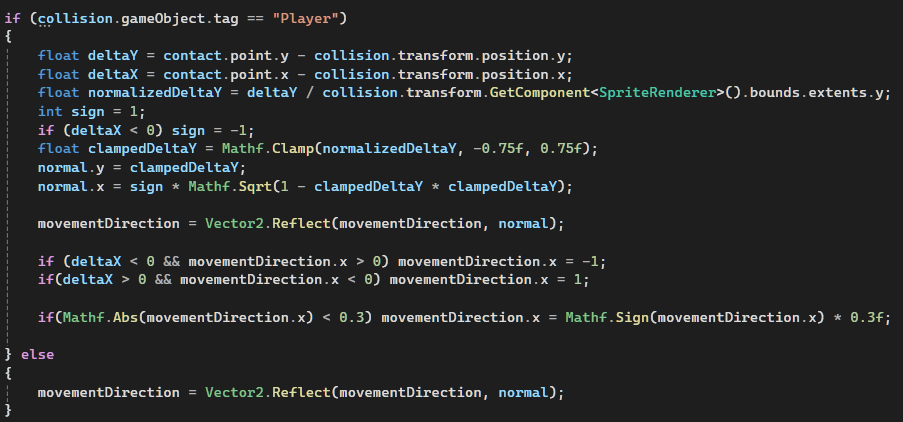 if (collision.gameObject.tag == "Player")
{
    float deltaY = contact.point.y - collision.transform.position.y;
    float deltaX = contact.point.x - collision.transform.position.x;
    float normalizedDeltaY = deltaY / collision.transform.GetComponent<SpriteRenderer>().bounds.extents.y;
    int sign = 1;
    if (deltaX < 0) sign = -1;
    float clampedDeltaY = Mathf.Clamp(normalizedDeltaY, -0.75f, 0.75f);
    normal.y = clampedDeltaY;
    normal.x = sign * Mathf.Sqrt(1 - clampedDeltaY * clampedDeltaY);

    movementDirection = Vector2.Reflect(movementDirection, normal);

    if (deltaX < 0 && movementDirection.x > 0) movementDirection.x = -1;
    if(deltaX > 0 && movementDirection.x < 0) movementDirection.x = 1;

    if(Mathf.Abs(movementDirection.x) < 0.3) movementDirection.x = Mathf.Sign(movementDirection.x) * 0.3f;

} else
{
    movementDirection = Vector2.Reflect(movementDirection, normal);
}